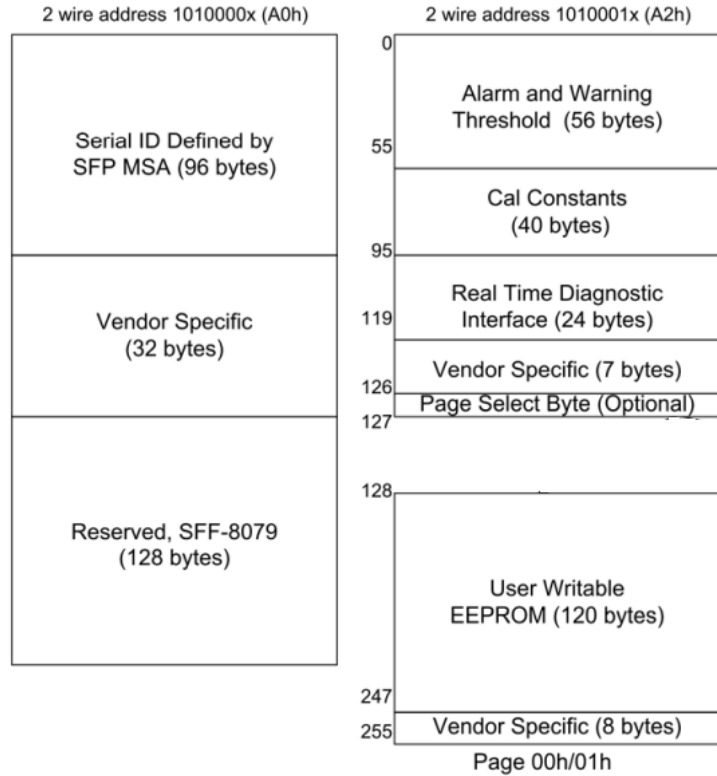 2 wire address 1010000x (A0h)
Serial ID Defined by
SFP MSA (96 bytes)
Vendor Specific
(32 bytes)
Reserved, SFF-8079
(128 bytes)
2 wire address 1010001x (A2h)
0
Alarm and Warning
Threshold (56 bytes)
55
Cal Constants
(40 bytes)
95
Real Time Diagnostic
Interface (24 bytes)
119
Vendor Specific (7 bytes)
126
Page Select Byte (Optional)
127
128
User Writable
EEPROM (120 bytes)
247
Vendor Specific (8 bytes)
255
Page 00h/01h